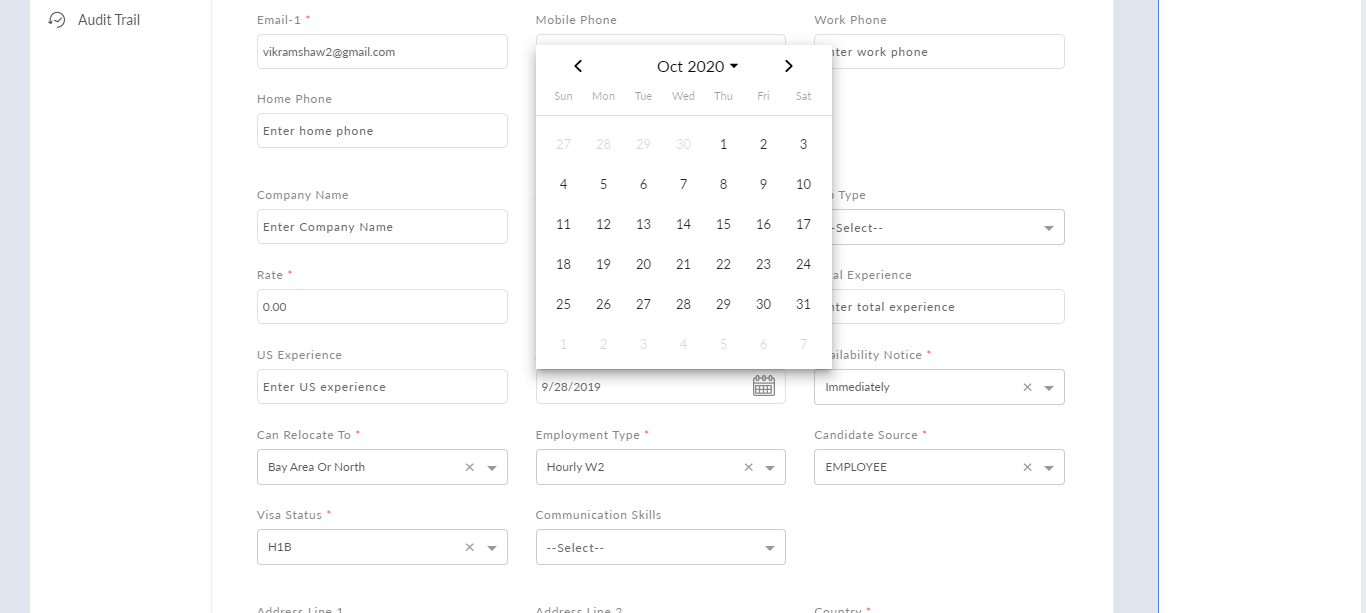 Audit Trail
Email-1 *
Mobile Phone
Work Phone
vikramshaw2@gmail.com
nter work phone
Oct 2020
Sun Mon Tue Wed Thu Fri Sat
Home Phone
Enter home phone
27 28 29 30 1 2 3
4 5 6 7 8 9 10
11 12 13 14 15 16 17
18 19 20 21 22 23 24
25 26 27 28 29 30 31
1 2 3 4 5 6 7
Company Name
Type
Enter Company Name
-Select--
Rate *
al Experience
0.00
nter total experience
US Experience
ailability Notice *
Enter US experience
9/28/2019
Immediately
Can Relocate To *
Employment Type *
Candidate Source *
Bay Area Or North
Hourly W2
EMPLOYEE
Visa Status *
Communication Skills
H1B
--Select--
Address Line 1
Address Line 2
Country *